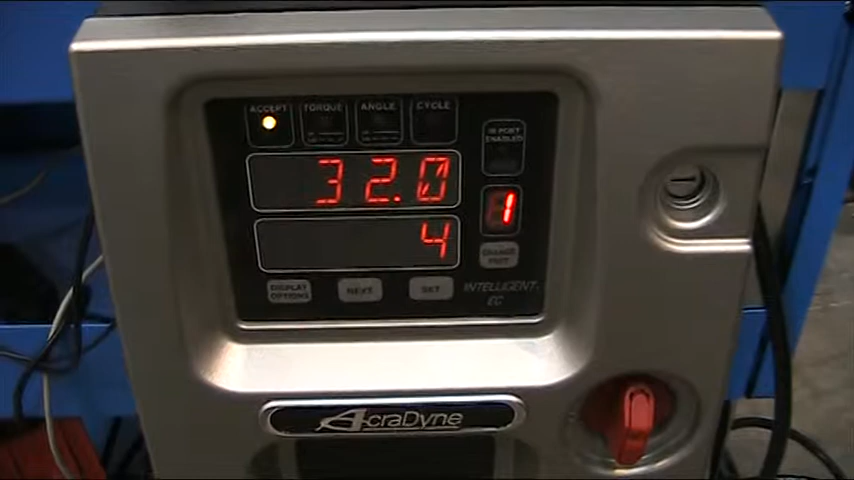 ACCEPT TORQUE ANGLE CYCLE
IR PORT
ENABLED
32.0
1
4
CHANGE
PSET
DISPLAY
OPTIONS
NEXT
SET
INTELLIGENT
EC
AcraDyne